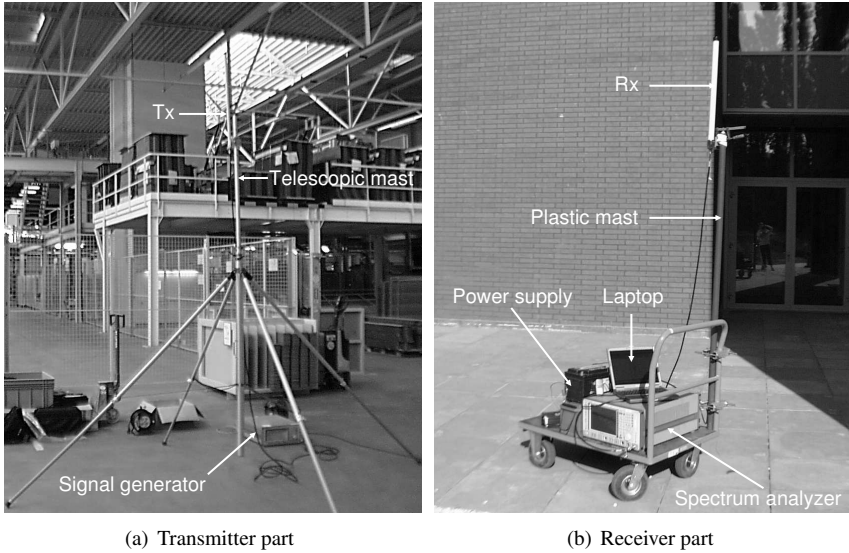 Tx
Telescopic mast
Signal generator
Rx
Plastic mast
Power supply
Laptop
Spectrum analyzer
(a) Transmitter part
(b) Receiver part